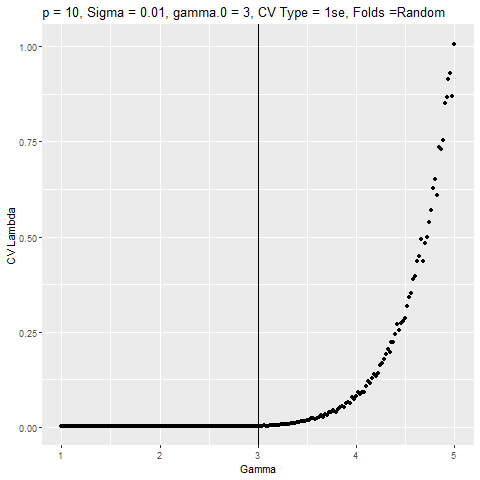 p = 10, Sigma = 0.01, gamma.0 = 3, CV Type = 1se, Folds =Random
1.00
0.75
0.50
0.25
0.00
CV Lambda
1 2 3 4 5
Gamma